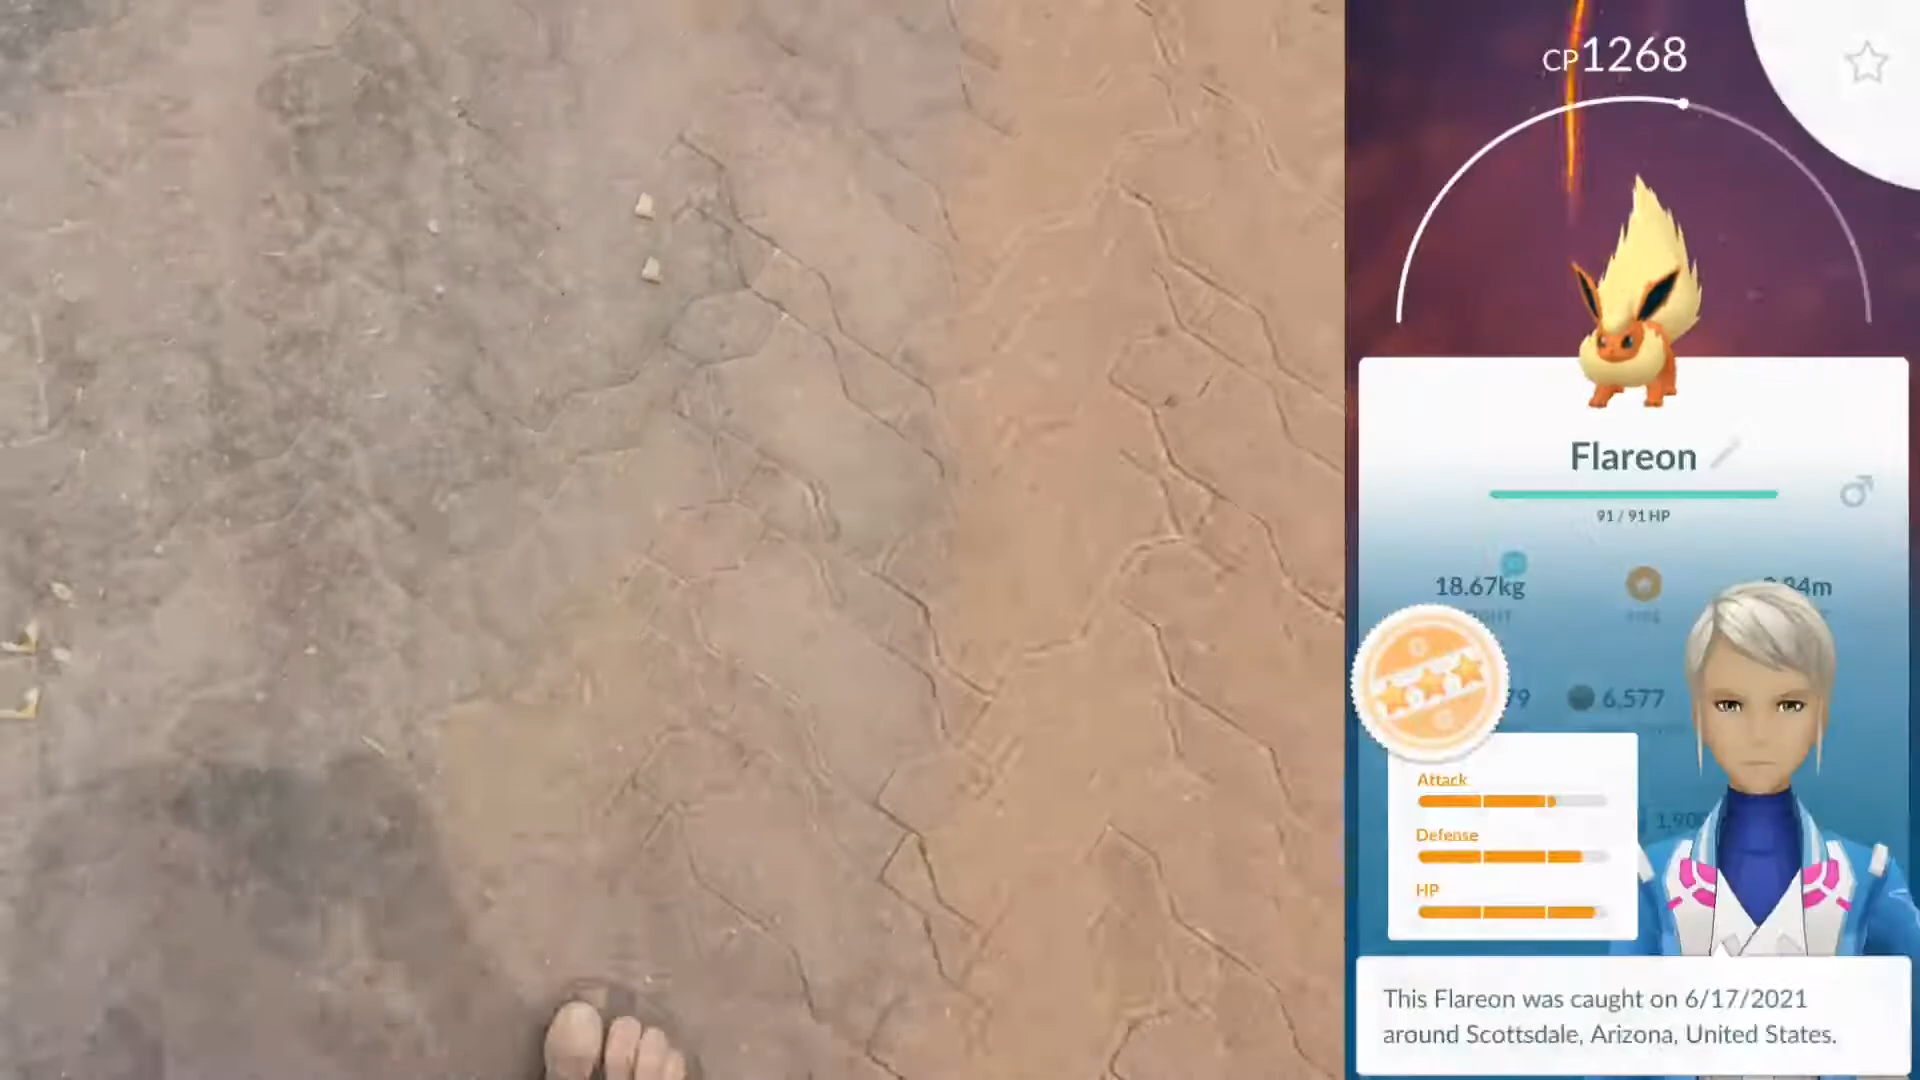 CP1268
Flareon
91 / 91 HP
18.67kg
6,577
Attack
Defense
HP
This Flareon was caught on 6/17/2021
around Scottsdale, Arizona, United States.